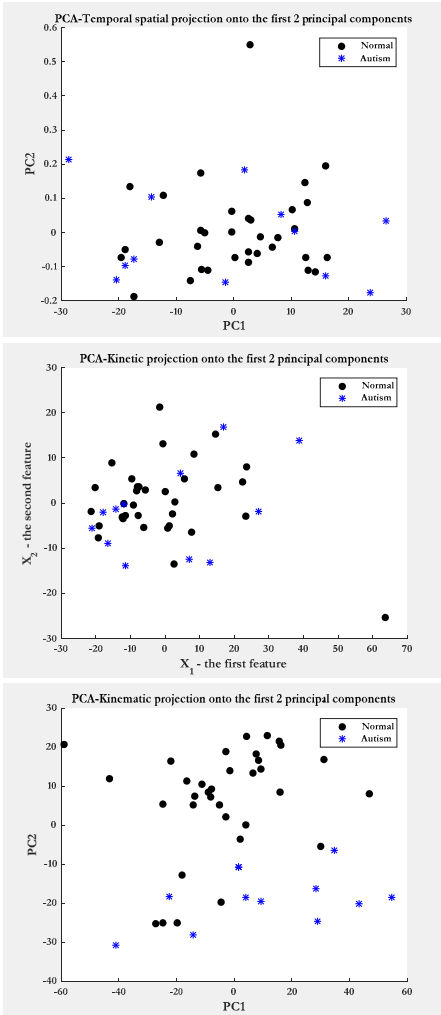 PCA-Temporal spatial projection onto the first 2 principal components
0.6
0.5
0.4
0.3
0.2
0.1
0
-0.1
-0.2
PC2
-30 -20 -10 0 10 20 30
PC1
Normal
Autism
PCA-Kinetic projection onto the first 2 principal components
30
20
10
0
-10
-20
-30
X2 - the second feature
-30 -20 -10 0 10 20 30 40 50 60 70
X1 - the first feature
Normal
Autism
PCA-Kinematic projection onto the first 2 principal components
30
20
10
0
-10
-20
-30
-40
PC2
-60 -40 -20 0 20 40 60
PC1
Normal
Autism